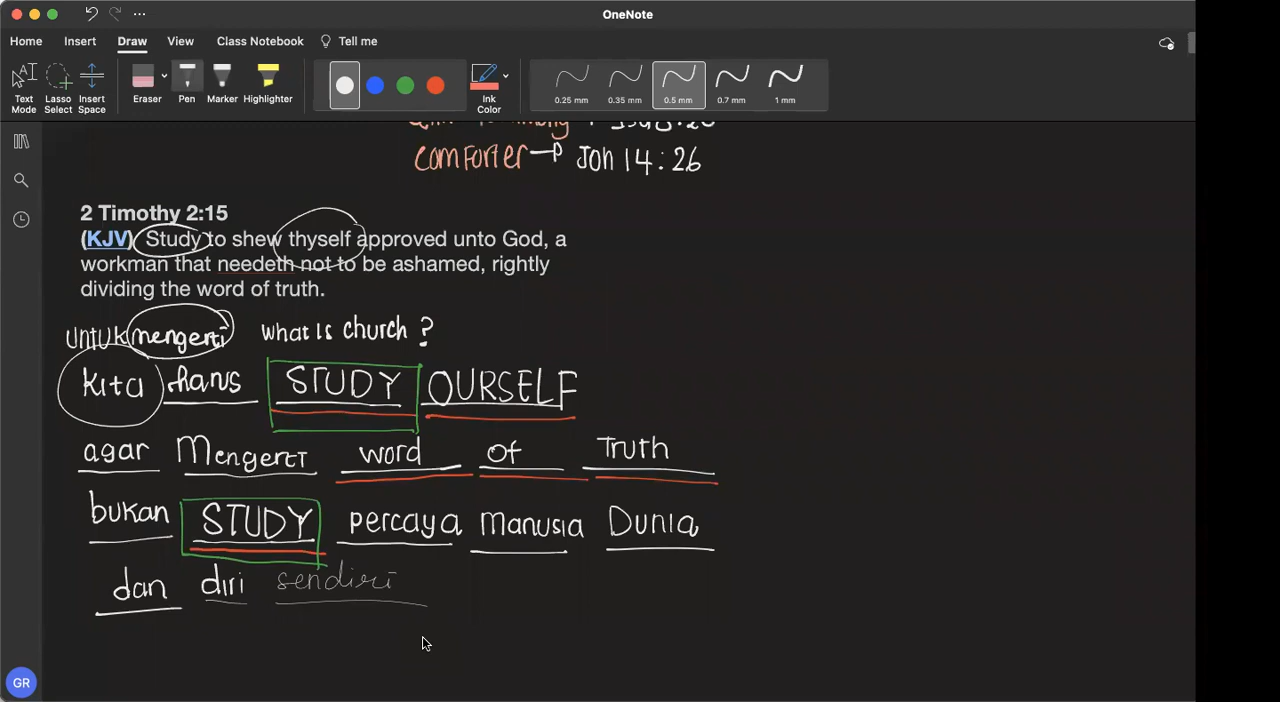 OneNote
Home Insert Draw View Class Notebook Tell me
Text Mode Lasso Select Insert Space Eraser Pen Marker Highlighter Ink Color 0.25 mm 0.35 mm 0.5 mm 0.7 mm 1 mm
Comforter → Joh 14:26
2 Timothy 2:15
(KJV) Study to shew thyself approved unto God, a
workman that needeth not to be ashamed, rightly
dividing the word of truth.
untuk mengerti what is church ?
kita harus STUDY OURSELF
agar Mengerti word of Truth
bukan STUDY percaya manusia Dunia
dan diri sendiri
GR